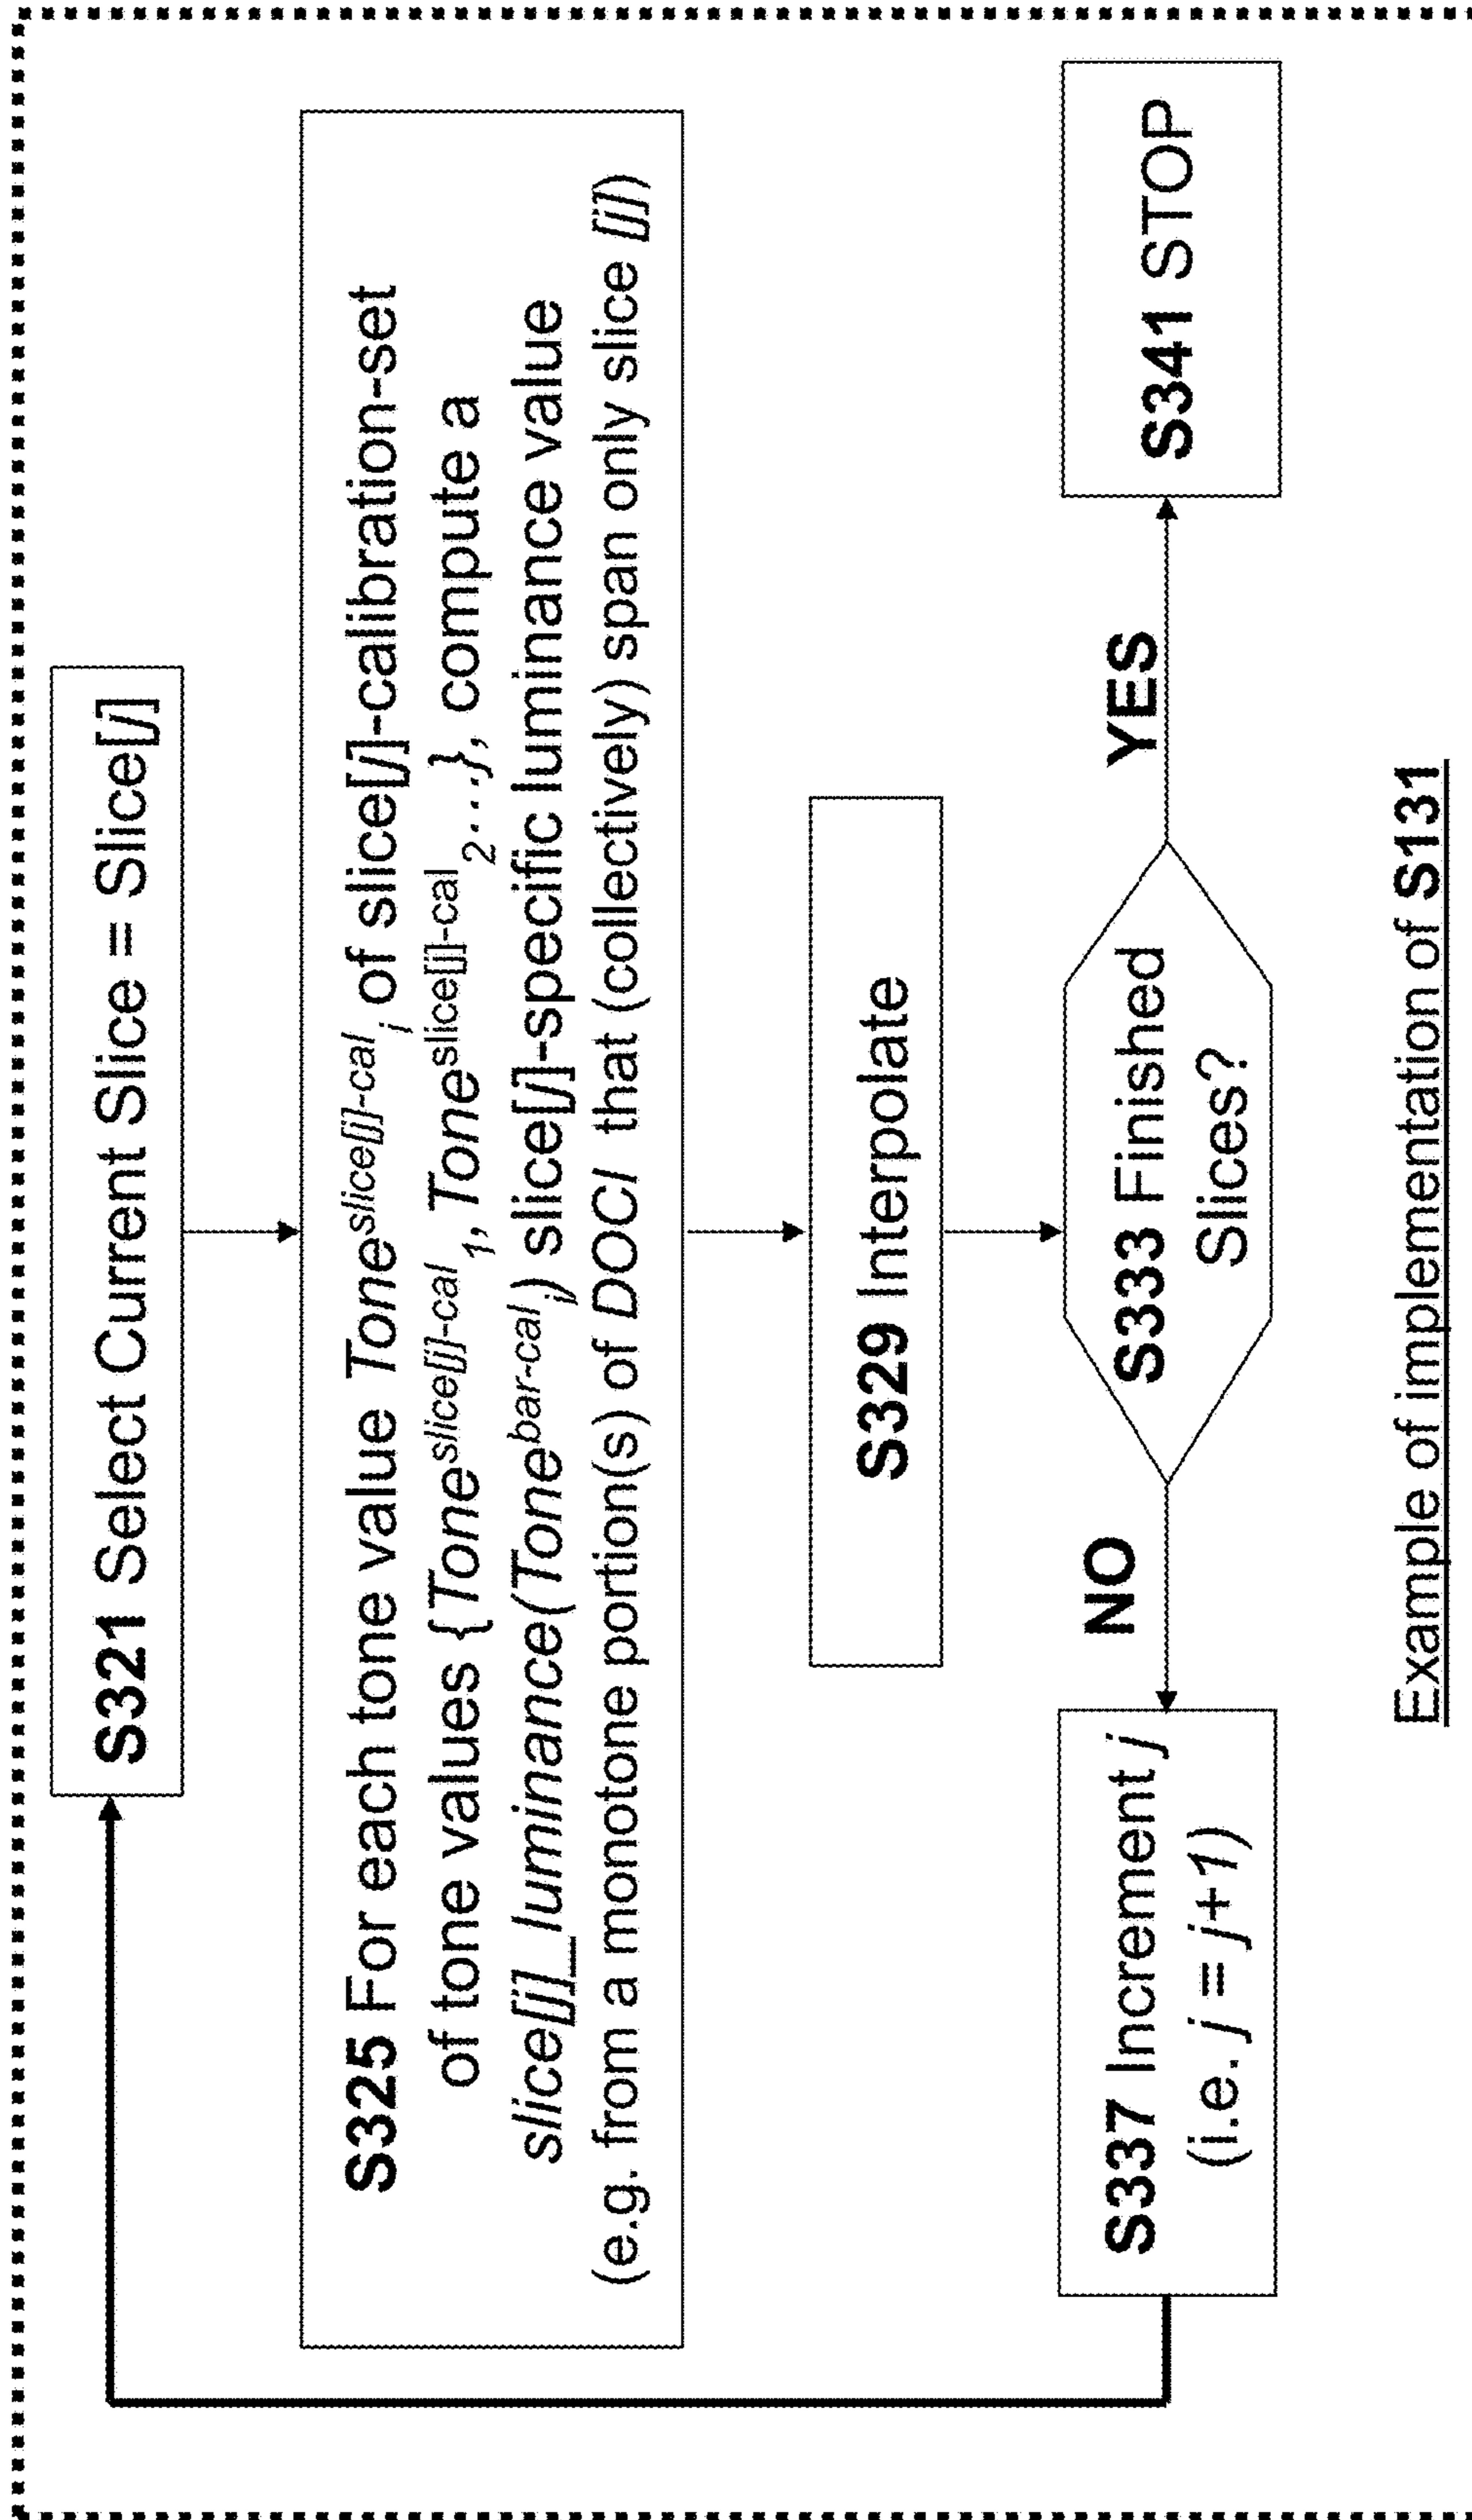 S321 Select Current Slice = Slice[j]
S325 For each tone value Tone^slice[j]-cal_i of slice[j]-calibration-set
of tone values {Tone^slice[j]-cal_1, Tone^slice[j]-cal_2...}, compute a
slice[j]_luminance(Tone^bar-cal_i) slice[j]-specific luminance value
(e.g. from a monotone portion(s) of DOCI that (collectively) span only slice [j])
S329 Interpolate
S333 Finished
Slices?
NO
YES
S337 Increment j
(i.e. j = j+1)
S341 STOP
Example of implementation of S131